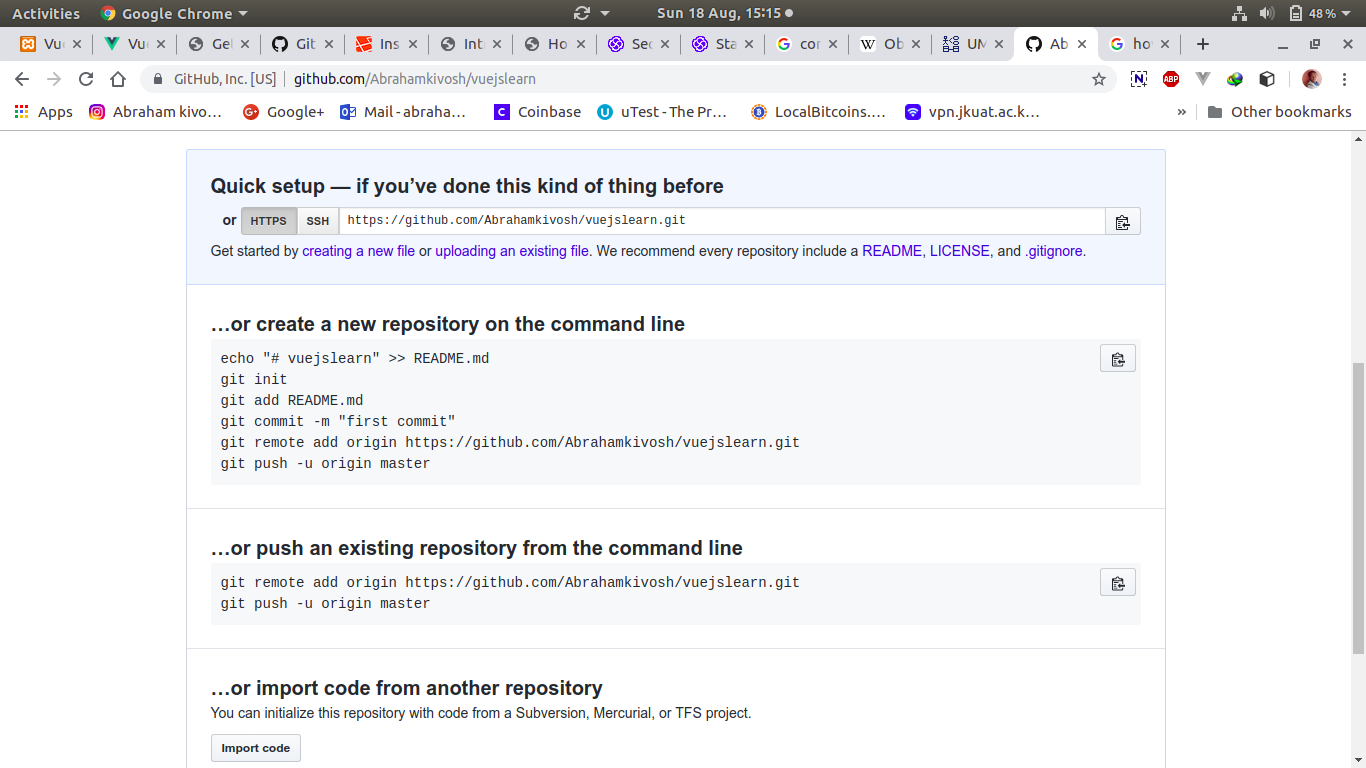 Activities Google Chrome Sun 18 Aug, 15:15 48 %
Vue Vue Gel Git Ins Inti Ho Sec Sta cor Ob UM Ab hov
GitHub, Inc. [US] github.com/Abrahamkivosh/vuejslearn ABP
Apps Abraham kivo... Google+ Mail - abraha... Coinbase uTest - The Pr... LocalBitcoins.... vpn.jkuat.ac.k... » Other bookmarks
Quick setup — if you’ve done this kind of thing before
or HTTPS SSH https://github.com/Abrahamkivosh/vuejslearn.git
Get started by creating a new file or uploading an existing file. We recommend every repository include a README, LICENSE, and .gitignore.
…or create a new repository on the command line
echo "# vuejslearn" >> README.md
git init
git add README.md
git commit -m "first commit"
git remote add origin https://github.com/Abrahamkivosh/vuejslearn.git
git push -u origin master
…or push an existing repository from the command line
git remote add origin https://github.com/Abrahamkivosh/vuejslearn.git
git push -u origin master
…or import code from another repository
You can initialize this repository with code from a Subversion, Mercurial, or TFS project.
Import code